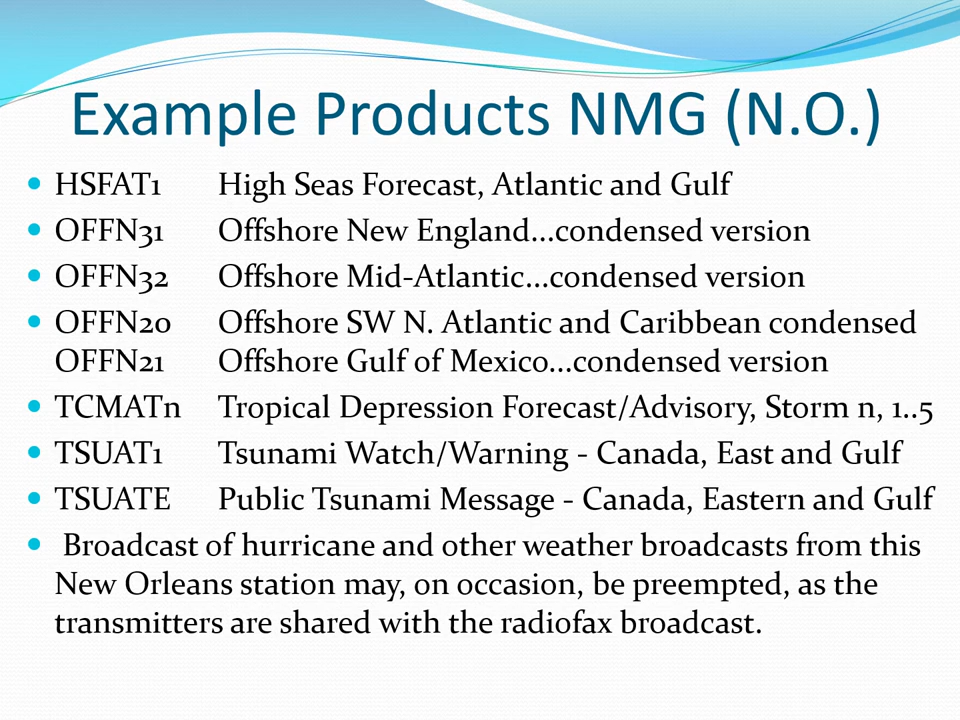 Example Products NMG (N.O.)
• HSFAT1 High Seas Forecast, Atlantic and Gulf
• OFFN31 Offshore New England...condensed version
• OFFN32 Offshore Mid-Atlantic...condensed version
• OFFN20 Offshore SW N. Atlantic and Caribbean condensed
OFFN21 Offshore Gulf of Mexico...condensed version
• TCMATn Tropical Depression Forecast/Advisory, Storm n, 1..5
• TSUAT1 Tsunami Watch/Warning - Canada, East and Gulf
• TSUATE Public Tsunami Message - Canada, Eastern and Gulf
• Broadcast of hurricane and other weather broadcasts from this
New Orleans station may, on occasion, be preempted, as the
transmitters are shared with the radiofax broadcast.